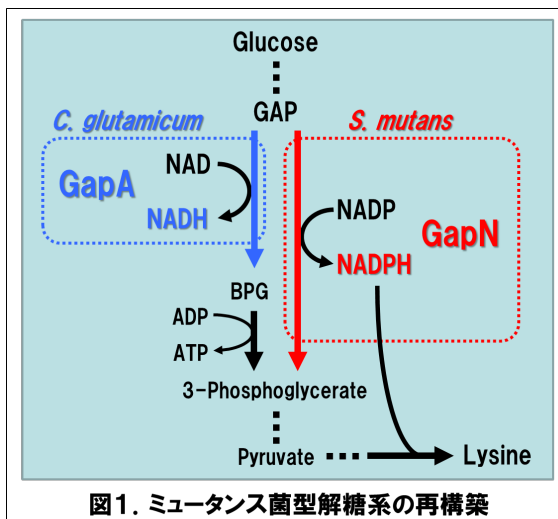 Glucose
GAP
C. glutamicum
S. mutans
NAD
GapA
NADH
NADP
GapN
NADPH
BPG
ADP
ATP
3-Phosphoglycerate
Pyruvate
Lysine
図1. ミュータンス菌型解糖系の再構築